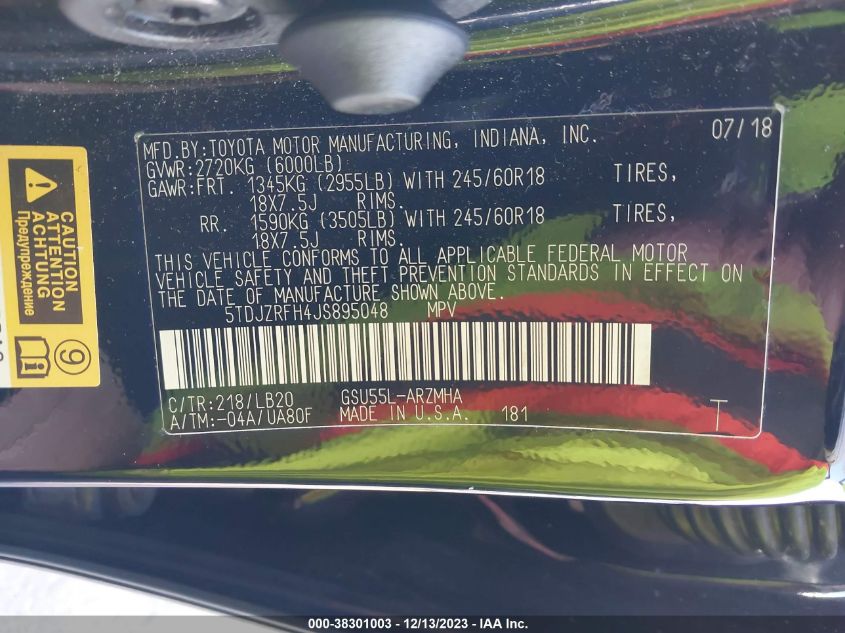 MFD.BY:TOYOTA MOTOR MANUFACTURING, INDIANA, INC. 07/18
GVWR:2720KG (6000LB)
GAWR:FRT. 1345KG (2955LB) WITH 245/60R18 TIRES,
18X7.5J RIMS.
RR. 1590KG (3505LB) WITH 245/60R18 TIRES,
18X7.5J RIMS.
THIS VEHICLE CONFORMS TO ALL APPLICABLE FEDERAL MOTOR
VEHICLE SAFETY AND THEFT PREVENTION STANDARDS IN EFFECT ON
THE DATE OF MANUFACTURE SHOWN ABOVE.
5TDJZRFH4JS895048 MPV
C/TR:218/LB20 GSU55L-ARZMHA
A/TM:-04A/UA80F MADE IN U.S.A. 181 T
CAUTION
ATTENTION
ACHTUNG
Предупреждение
9
000-38301003 - 12/13/2023 - IAA Inc.